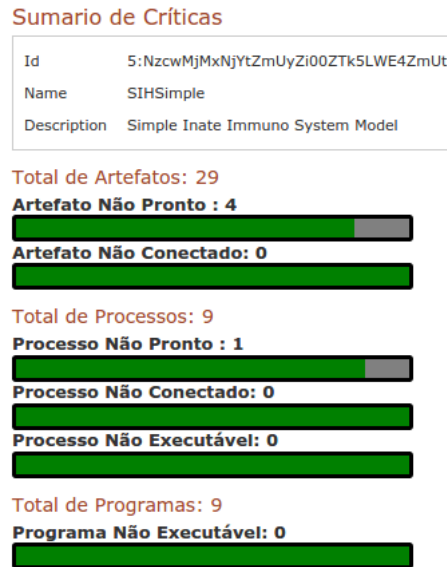 Sumario de Críticas
Id 5:NzcwMjMxNjYtZmUyZi00ZTk5LWE4ZmUt
Name SIHSimple
Description Simple Inate Immuno System Model
Total de Artefatos: 29
Artefato Não Pronto : 4
Artefato Não Conectado: 0
Total de Processos: 9
Processo Não Pronto : 1
Processo Não Conectado: 0
Processo Não Executável: 0
Total de Programas: 9
Programa Não Executável: 0